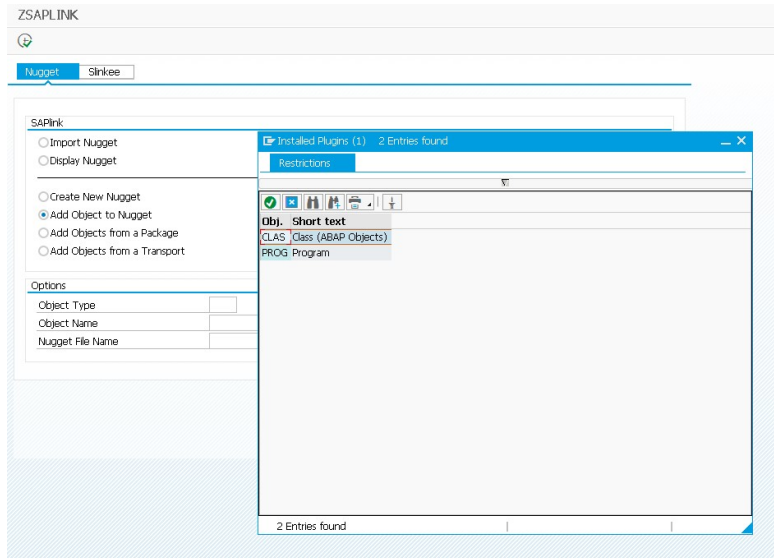 ZSAPLINK
Nugget Slinkee
SAPlink
Import Nugget
Display Nugget
Create New Nugget
Add Object to Nugget
Add Objects from a Package
Add Objects from a Transport
Options
Object Type
Object Name
Nugget File Name
Installed Plugins (1) 2 Entries found
Restrictions
Obj. Short text
CLAS Class (ABAP Objects)
PROG Program
2 Entries found